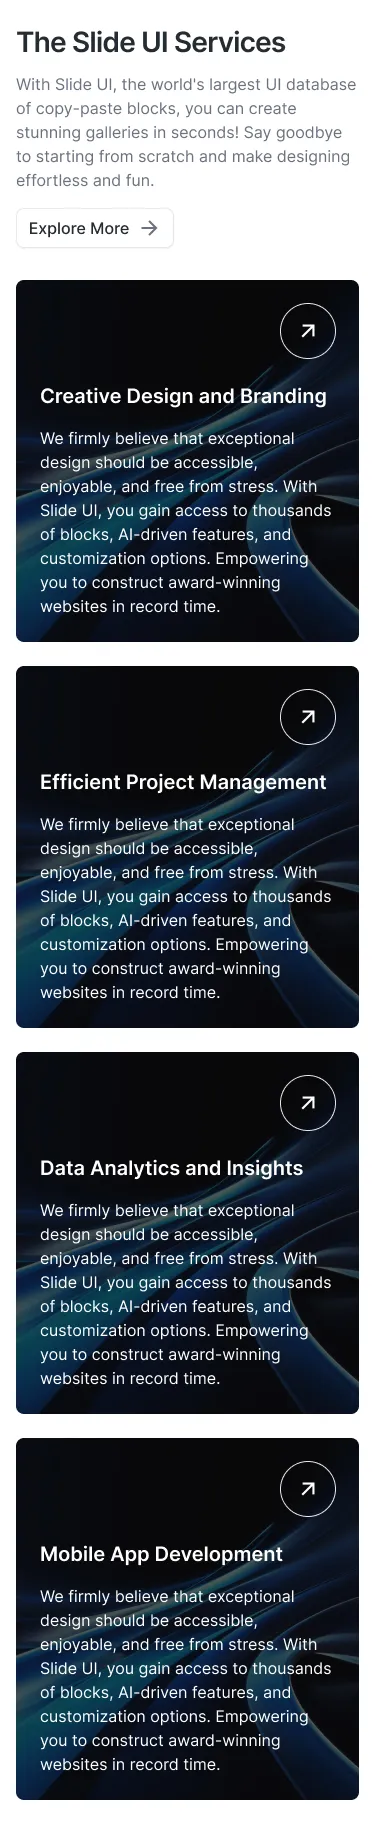 The Slide UI Services
With Slide UI, the world's largest UI database
of copy-paste blocks, you can create
stunning galleries in seconds! Say goodbye
to starting from scratch and make designing
effortless and fun.
Explore More
Creative Design and Branding
We firmly believe that exceptional
design should be accessible,
enjoyable, and free from stress. With
Slide UI, you gain access to thousands
of blocks, AI-driven features, and
customization options. Empowering
you to construct award-winning
websites in record time.
Efficient Project Management
We firmly believe that exceptional
design should be accessible,
enjoyable, and free from stress. With
Slide UI, you gain access to thousands
of blocks, AI-driven features, and
customization options. Empowering
you to construct award-winning
websites in record time.
Data Analytics and Insights
We firmly believe that exceptional
design should be accessible,
enjoyable, and free from stress. With
Slide UI, you gain access to thousands
of blocks, AI-driven features, and
customization options. Empowering
you to construct award-winning
websites in record time.
Mobile App Development
We firmly believe that exceptional
design should be accessible,
enjoyable, and free from stress. With
Slide UI, you gain access to thousands
of blocks, AI-driven features, and
customization options. Empowering
you to construct award-winning
websites in record time.